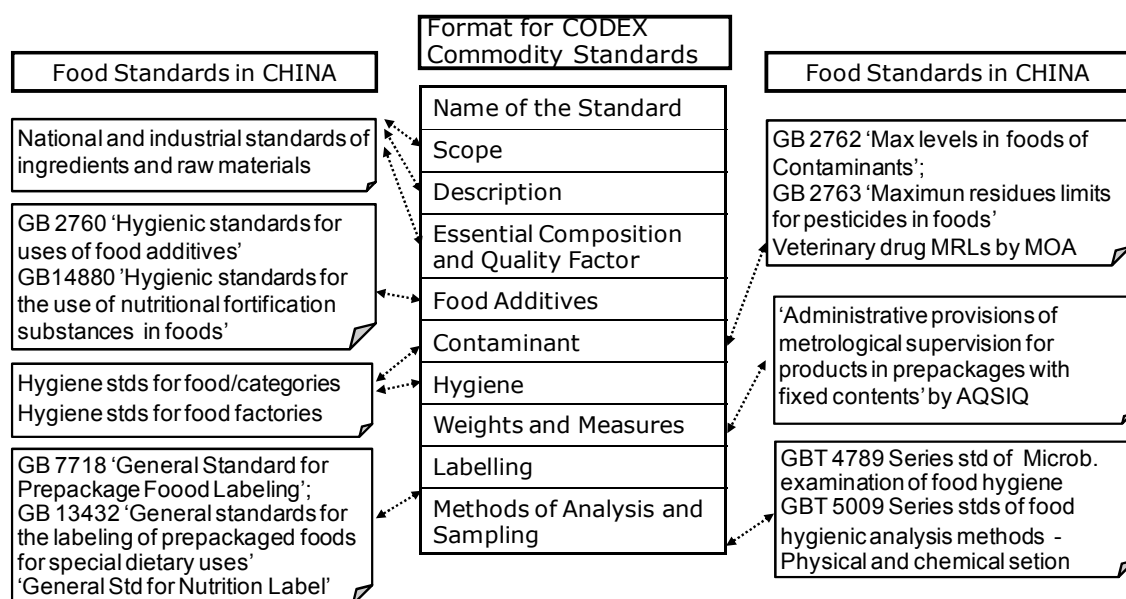 Format for CODEX
Commodity Standards
Food Standards in CHINA
National and industrial standards of
ingredients and raw materials
GB 2760 ‘Hygienic standards for
uses of food additives’
GB14880 ‘Hygienic standards for
the use of nutritional fortification
substances in foods’
Hygiene stds for food/categories
Hygiene stds for food factories
GB 7718 ‘General Standard for
Prepackage Foood Labeling’;
GB 13432 ‘General standards for
the labeling of prepackaged foods
for special dietary uses’
‘General Std for Nutrition Label’
Name of the Standard
Scope
Description
Essential Composition
and Quality Factor
Food Additives
Contaminant
Hygiene
Weights and Measures
Labelling
Methods of Analysis and
Sampling
Food Standards in CHINA
GB 2762 ‘Max levels in foods of
Contaminants’;
GB 2763 ‘Maximun residues limits
for pesticides in foods’
Veterinary drug MRLs by MOA
‘Administrative provisions of
metrological supervision for
products in prepackages with
fixed contents’ by AQSIQ
GBT 4789 Series std of Microb.
examination of food hygiene
GBT 5009 Series stds of food
hygienic analysis methods -
Physical and chemical setion